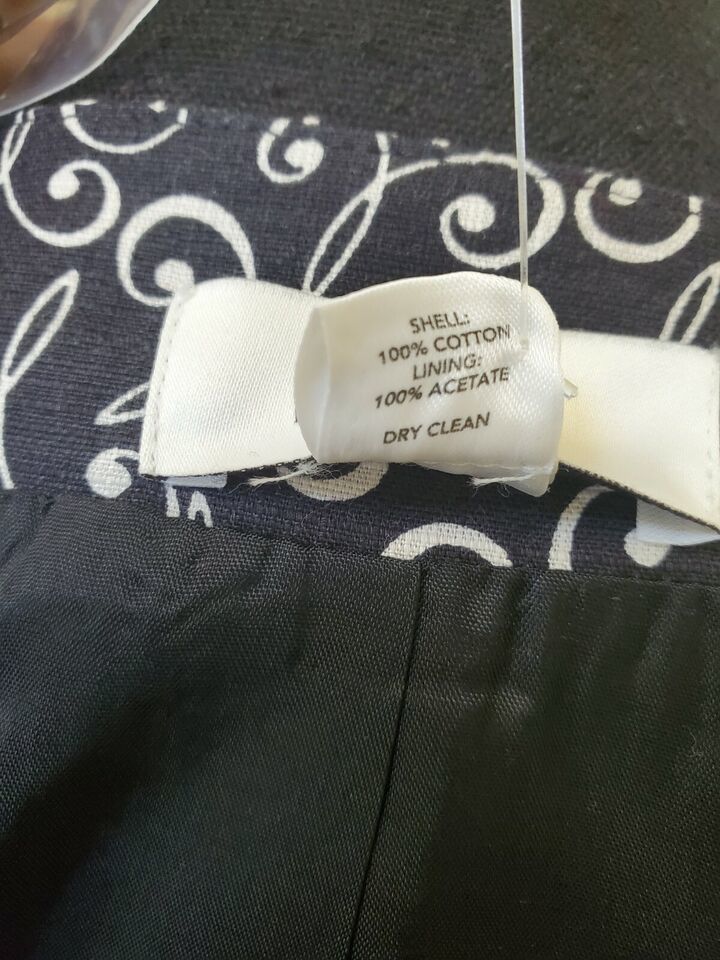 SHELL:
100% COTTON
LINING:
100% ACETATE
DRY CLEAN